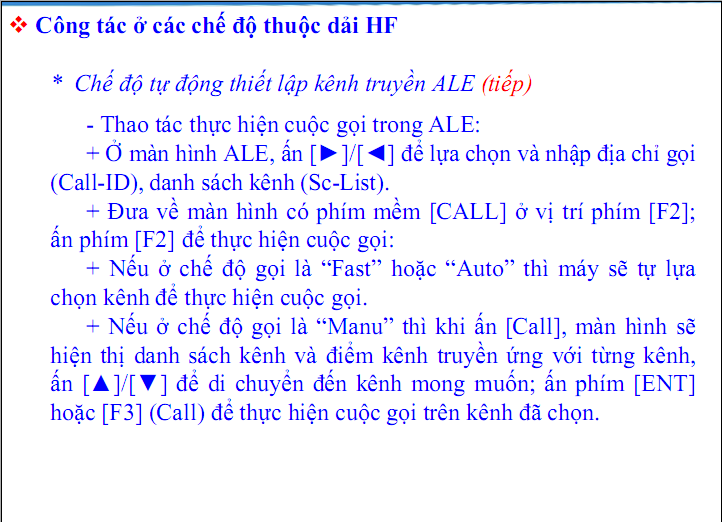 ❖ Công tác ở các chế độ thuộc dải HF
* Chế độ tự động thiết lập kênh truyền ALE (tiếp)
- Thao tác thực hiện cuộc gọi trong ALE:
+ Ở màn hình ALE, ấn [►]/[◄] để lựa chọn và nhập địa chỉ gọi
(Call-ID), danh sách kênh (Sc-List).
+ Đưa về màn hình có phím mềm [CALL] ở vị trí phím [F2];
ấn phím [F2] để thực hiện cuộc gọi:
+ Nếu ở chế độ gọi là “Fast” hoặc “Auto” thì máy sẽ tự lựa
chọn kênh để thực hiện cuộc gọi.
+ Nếu ở chế độ gọi là “Manu” thì khi ấn [Call], màn hình sẽ
hiện thị danh sách kênh và điểm kênh truyền ứng với từng kênh,
ấn [▲]/[▼] để di chuyển đến kênh mong muốn; ấn phím [ENT]
hoặc [F3] (Call) để thực hiện cuộc gọi trên kênh đã chọn.